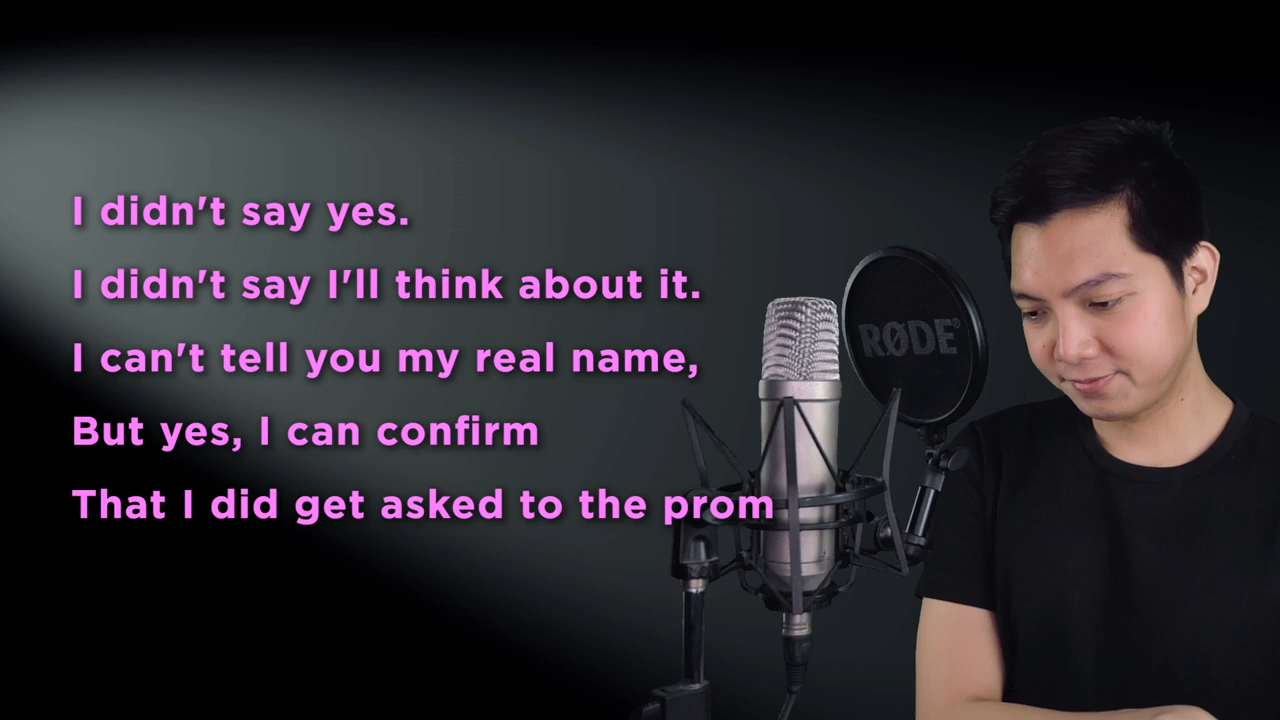 I didn't say yes.
I didn't say I'll think about it.
I can't tell you my real name,
But yes, I can confirm
That I did get asked to the prom
RØDE